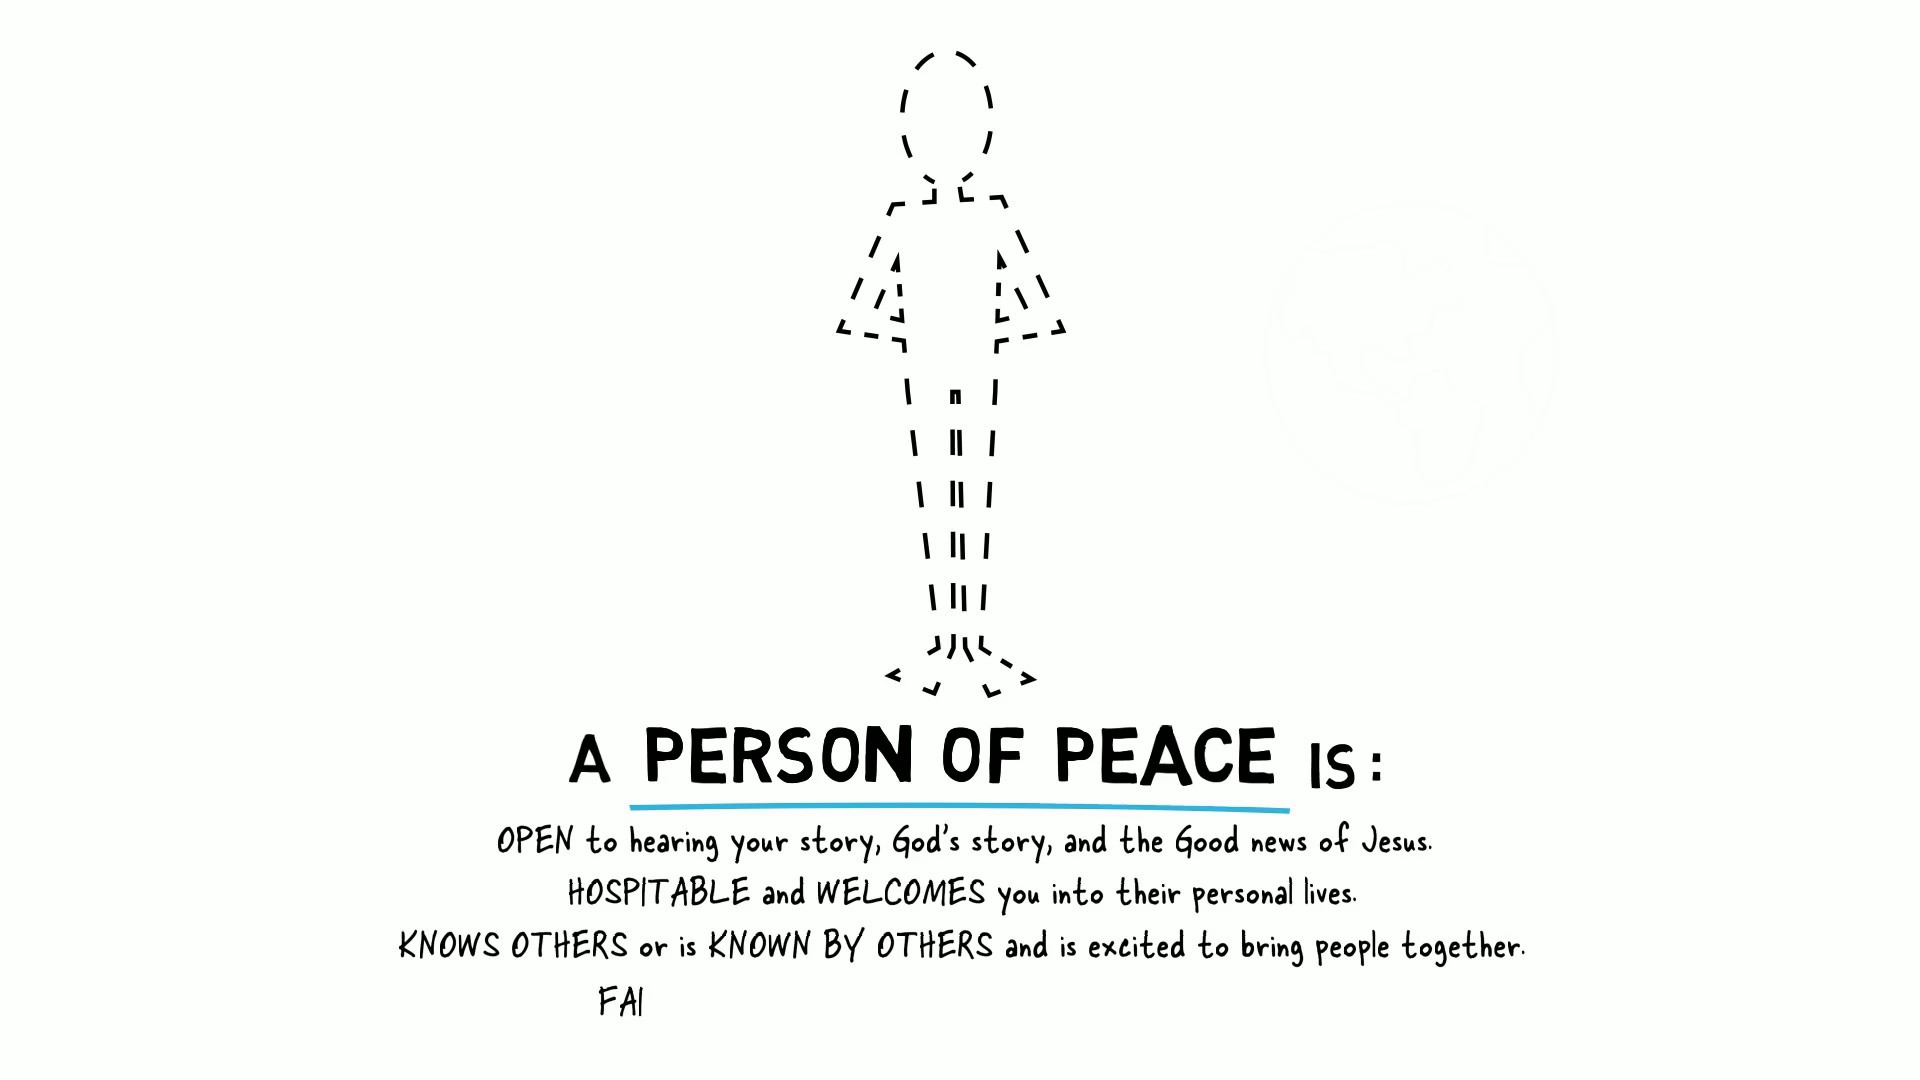 A PERSON OF PEACE IS:
OPEN to hearing your story, God's story, and the Good news of Jesus.
HOSPITABLE and WELCOMES you into their personal lives.
KNOWS OTHERS or is KNOWN BY OTHERS and is excited to bring people together.
FAI